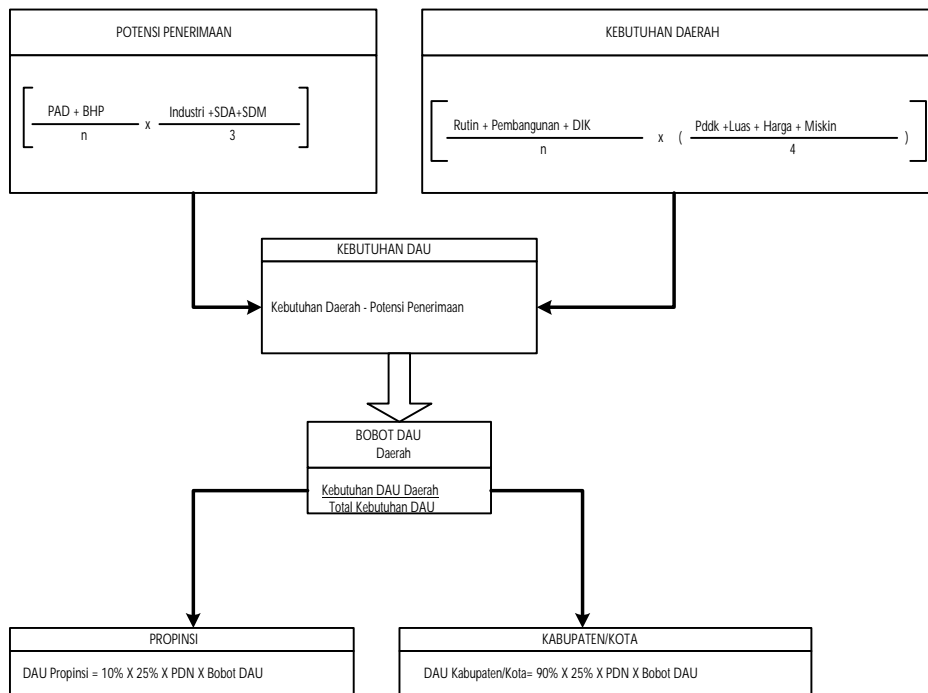 POTENSI PENERIMAAN
PAD + BHP
n
x
Industri +SDA+SDM
3
KEBUTUHAN DAERAH
Rutin + Pembangunan + DIK
n
x
(
Pddk +Luas + Harga + Miskin
4
)
KEBUTUHAN DAU
Kebutuhan Daerah - Potensi Penerimaan
BOBOT DAU
Daerah
Kebutuhan DAU Daerah
Total Kebutuhan DAU
PROPINSI
DAU Propinsi = 10% X 25% X PDN X Bobot DAU
KABUPATEN/KOTA
DAU Kabupaten/Kota= 90% X 25% X PDN X Bobot DAU